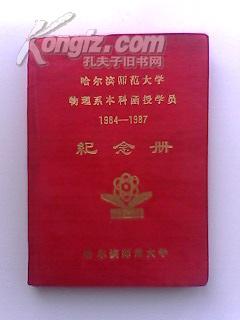 Kongfz.com
孔夫子旧书网
哈尔滨师范大学
物理系本科函授学员
1984—1987
紀念册
哈尔滨师范大学